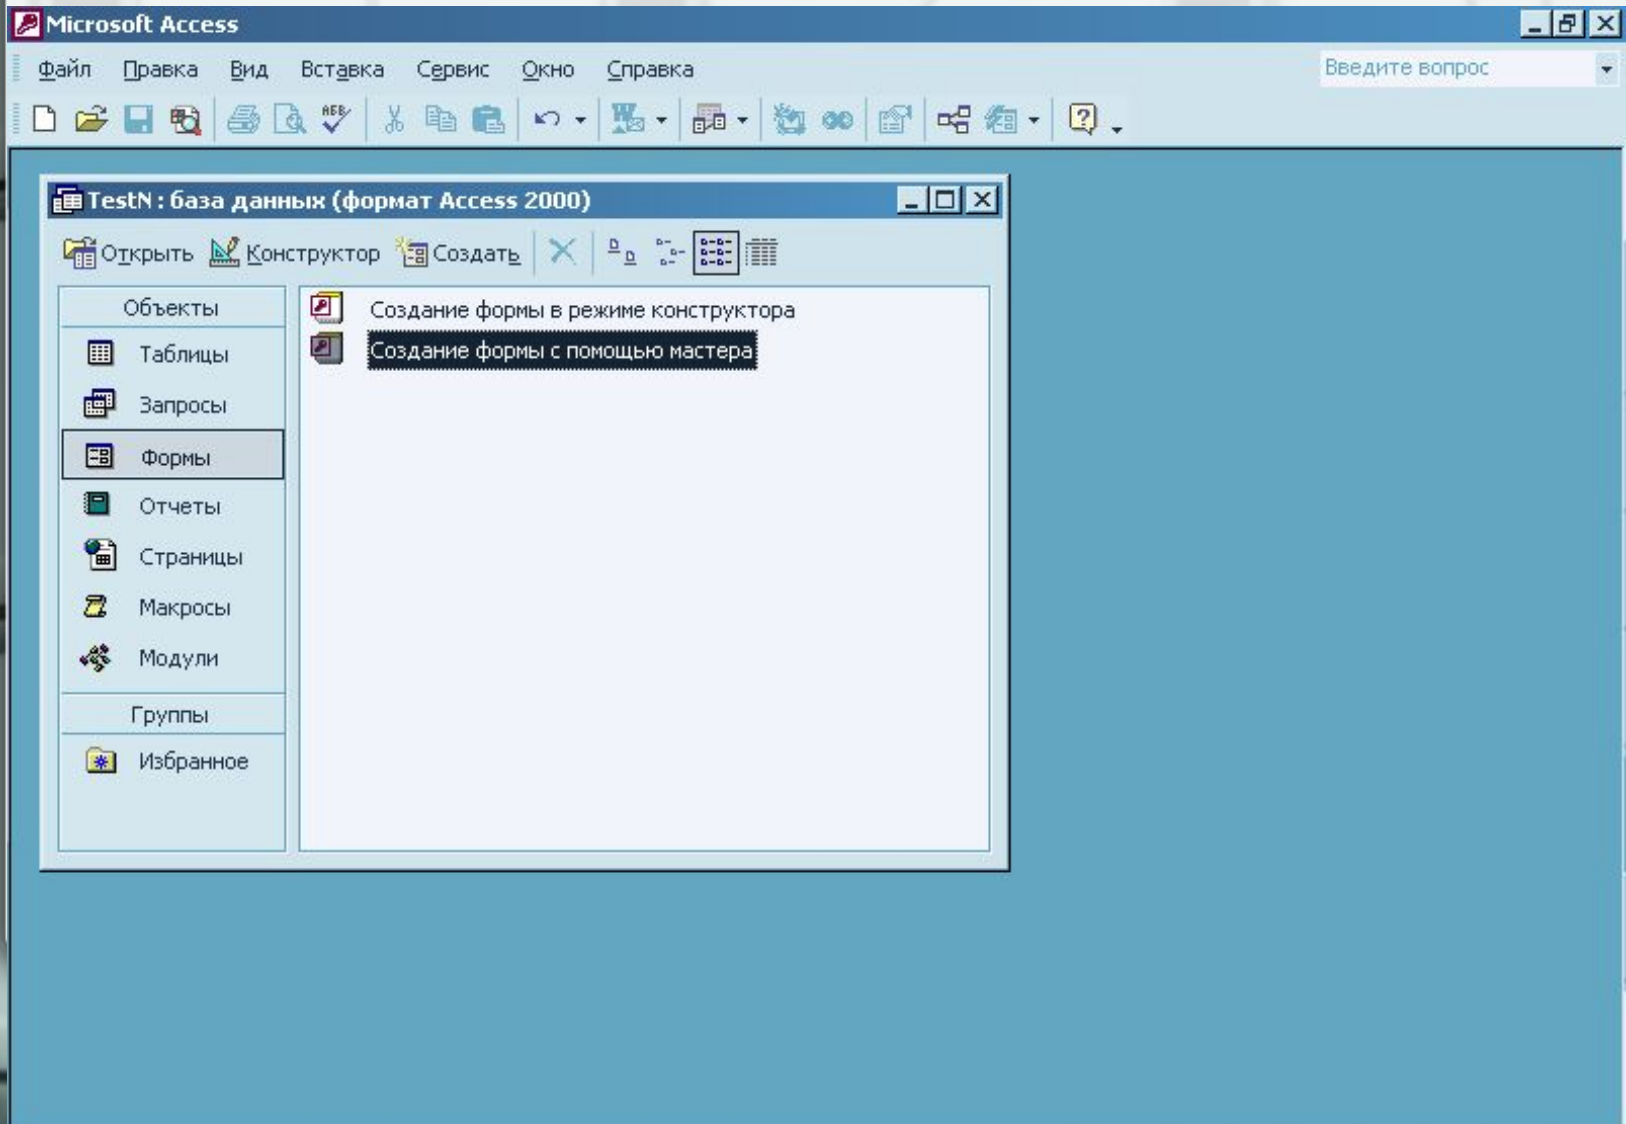 Microsoft Access
Файл Правка Вид Вставка Сервис Окно Справка Введите вопрос
TestN : база данных (формат Access 2000)
Открыть Конструктор Создать
Объекты
Таблицы
Запросы
Формы
Отчеты
Страницы
Макросы
Модули
Группы
Избранное
Создание формы в режиме конструктора
Создание формы с помощью мастера